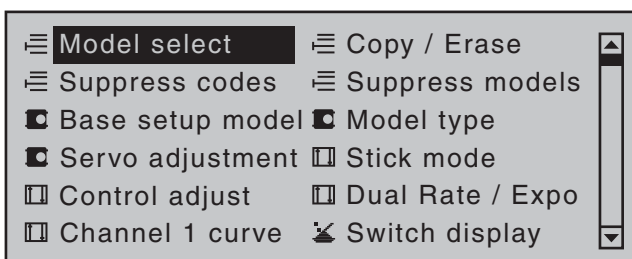 Model select Copy / Erase
Suppress codes Suppress models
Base setup model Model type
Servo adjustment Stick mode
Control adjust Dual Rate / Expo
Channel 1 curve Switch display